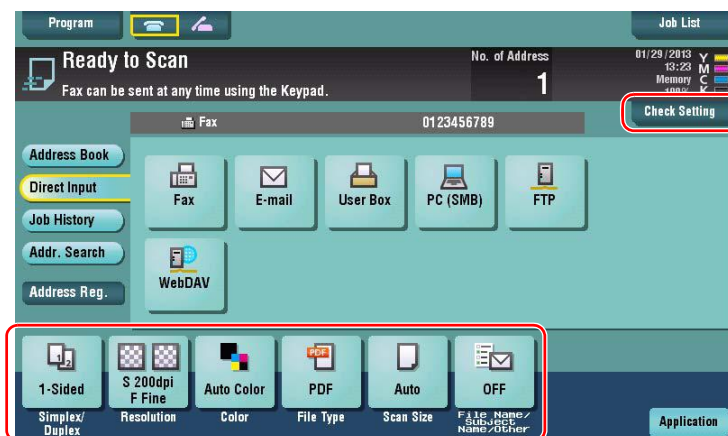 Program
Job List
Ready to Scan
No. of Address
01/29/2013
13:23
Memory
100%
Y
M
C
K
Fax can be sent at any time using the Keypad.
1
Check Setting
Fax 0123456789
Address Book
Direct Input
Job History
Addr. Search
Address Reg.
Fax
E-mail
User Box
PC (SMB)
FTP
WebDAV
1-Sided
S 200dpi
F Fine
Auto Color
PDF
PDF
Auto
OFF
Simplex/
Duplex
Resolution
Color
File Type
Scan Size
File Name/
Subject
Name/Other
Application